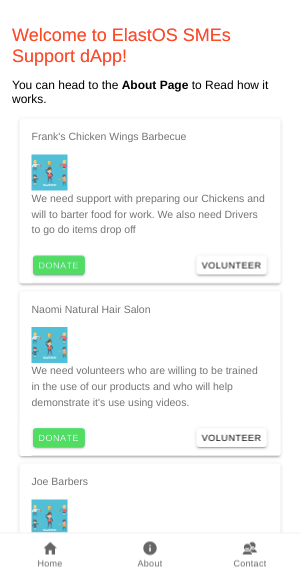 Welcome to ElastOS SMEs
Support dApp!
You can head to the About Page to Read how it
works.
Frank's Chicken Wings Barbecue
We need support with preparing our Chickens and
will to barter food for work. We also need Drivers
to go do items drop off
DONATE
VOLUNTEER
Naomi Natural Hair Salon
We need volunteers who are willing to be trained
in the use of our products and who will help
demonstrate it's use using videos.
DONATE
VOLUNTEER
Joe Barbers
Home
About
Contact